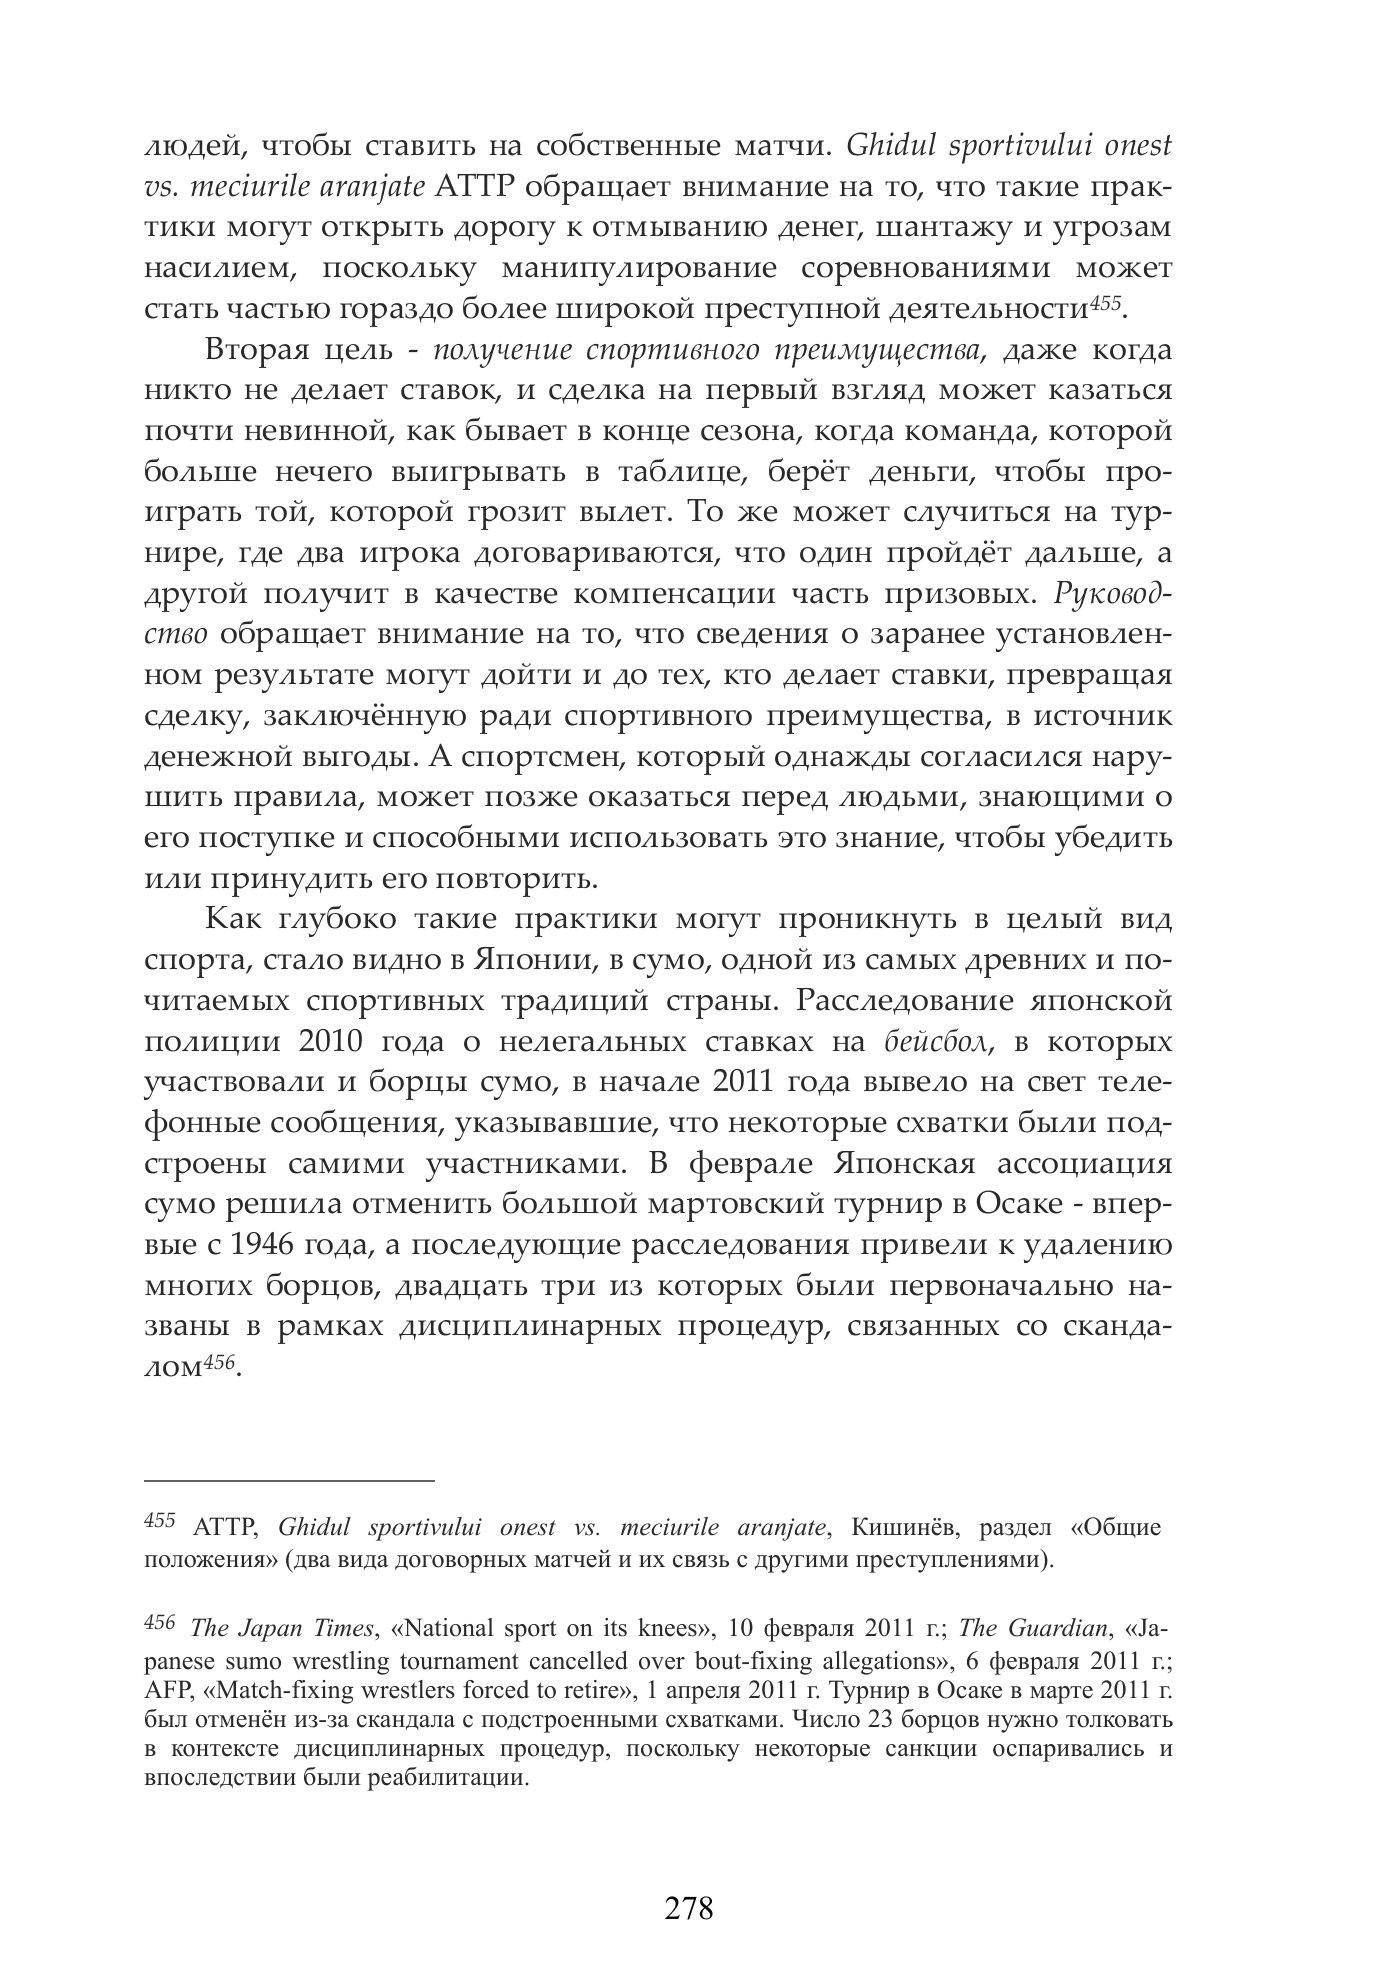 людей, чтобы ставить на собственные матчи. Ghidul sportivului onest
vs. meciurile aranjate ATTP обращает внимание на то, что такие прак-
тики могут открыть дорогу к отмыванию денег, шантажу и угрозам
насилием, поскольку манипулирование соревнованиями может
стать частью гораздо более широкой преступной деятельности455.
Вторая цель - получение спортивного преимущества, даже когда
никто не делает ставок, и сделка на первый взгляд может казаться
почти невинной, как бывает в конце сезона, когда команда, которой
больше нечего выигрывать в таблице, берёт деньги, чтобы про-
играть той, которой грозит вылет. То же может случиться на тур-
нире, где два игрока договариваются, что один пройдёт дальше, а
другой получит в качестве компенсации часть призовых. Руковод-
ство обращает внимание на то, что сведения о заранее установлен-
ном результате могут дойти и до тех, кто делает ставки, превращая
сделку, заключённую ради спортивного преимущества, в источник
денежной выгоды. А спортсмен, который однажды согласился нару-
шить правила, может позже оказаться перед людьми, знающими о
его поступке и способными использовать это знание, чтобы убедить
или принудить его повторить.
Как глубоко такие практики могут проникнуть в целый вид
спорта, стало видно в Японии, в сумо, одной из самых древних и по-
читаемых спортивных традиций страны. Расследование японской
полиции 2010 года о нелегальных ставках на бейсбол, в которых
участвовали и борцы сумо, в начале 2011 года вывело на свет теле-
фонные сообщения, указывавшие, что некоторые схватки были под-
строены самими участниками. В феврале Японская ассоциация
сумо решила отменить большой мартовский турнир в Осаке - впер-
вые с 1946 года, а последующие расследования привели к удалению
многих борцов, двадцать три из которых были первоначально на-
званы в рамках дисциплинарных процедур, связанных со сканда-
лом456.
455 ATTP, Ghidul sportivului onest vs. meciurile aranjate, Кишинёв, раздел «Общие
положения» (два вида договорных матчей и их связь с другими преступлениями).
456 The Japan Times, «National sport on its knees», 10 февраля 2011 г.; The Guardian, «Ja-
panese sumo wrestling tournament cancelled over bout-fixing allegations», 6 февраля 2011 г.;
AFP, «Match-fixing wrestlers forced to retire», 1 апреля 2011 г. Турнир в Осаке в марте 2011 г.
был отменён из-за скандала с подстроенными схватками. Число 23 борцов нужно толковать
в контексте дисциплинарных процедур, поскольку некоторые санкции оспаривались и
впоследствии были реабилитации.
278